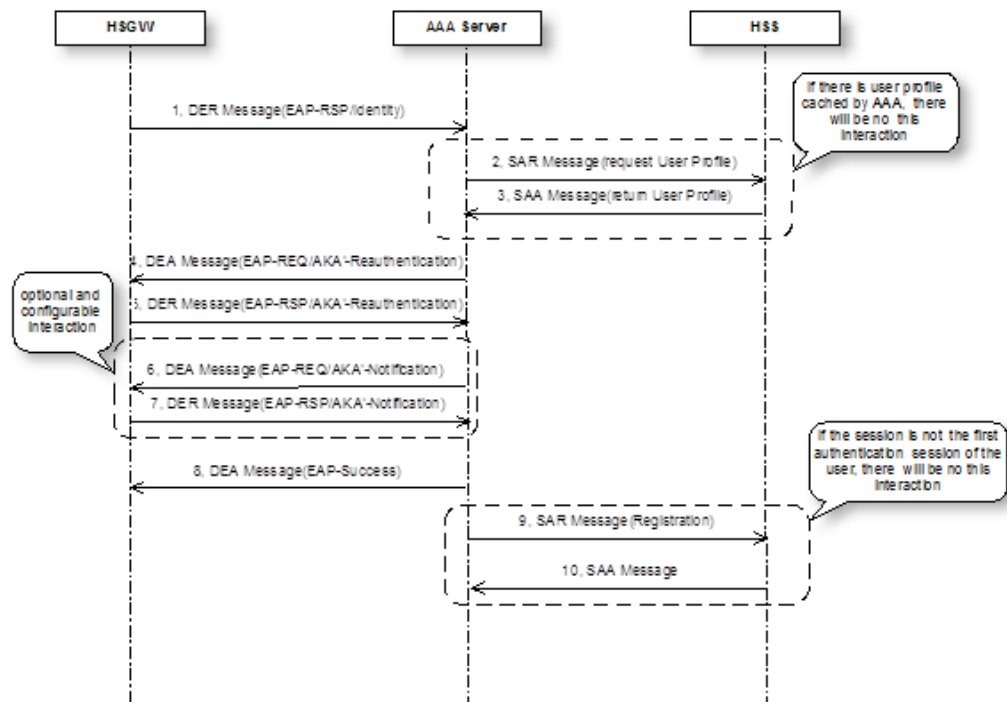 HSGW
AAA Server
HSS
If there is user profile
cached by AAA, there
will be no this
interaction
1, DER Message(EAP-RSP/Identity)
2, SAR Message(request User Profile)
3, SAA Message(return User Profile)
4, DEA Message(EAP-REQ/AKA'-Reauthentication)
optional and
configurable
interaction
5, DER Message(EAP-RSP/AKA'-Reauthentication)
6, DEA Message(EAP-REQ/AKA'-Notification)
7, DER Message(EAP-RSP/AKA'-Notification)
8, DEA Message(EAP-Success)
If the session is not the first
authentication session of the
user, there will be no this
interaction
9, SAR Message(Registration)
10, SAA Message